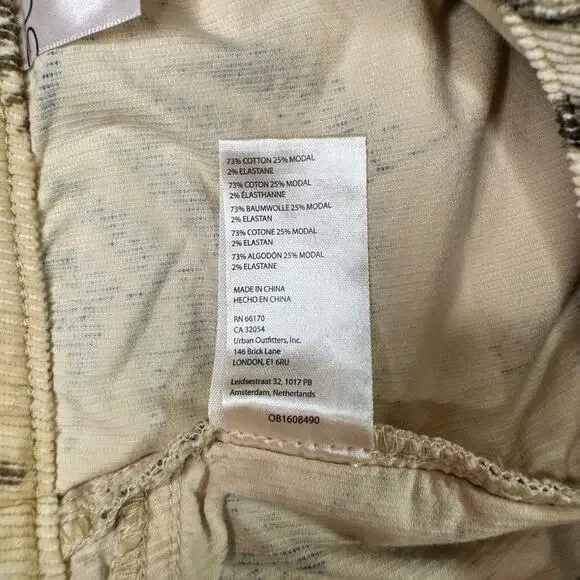 73% COTTON 25% MODAL
2% ELASTANE
73% COTON 25% MODAL
2% ÉLASTHANNE
73% BAUMWOLLE 25% MODAL
2% ELASTAN
73% COTONE 25% MODAL
2% ELASTAN
73% ALGODÓN 25% MODAL
2% ELASTANE
MADE IN CHINA
HECHO EN CHINA
RN 66170
CA 32054
Urban Outfitters, Inc.
146 Brick Lane
LONDON, E1 6RU
Leidsestraat 32, 1017 PB
Amsterdam, Netherlands
OB1608490